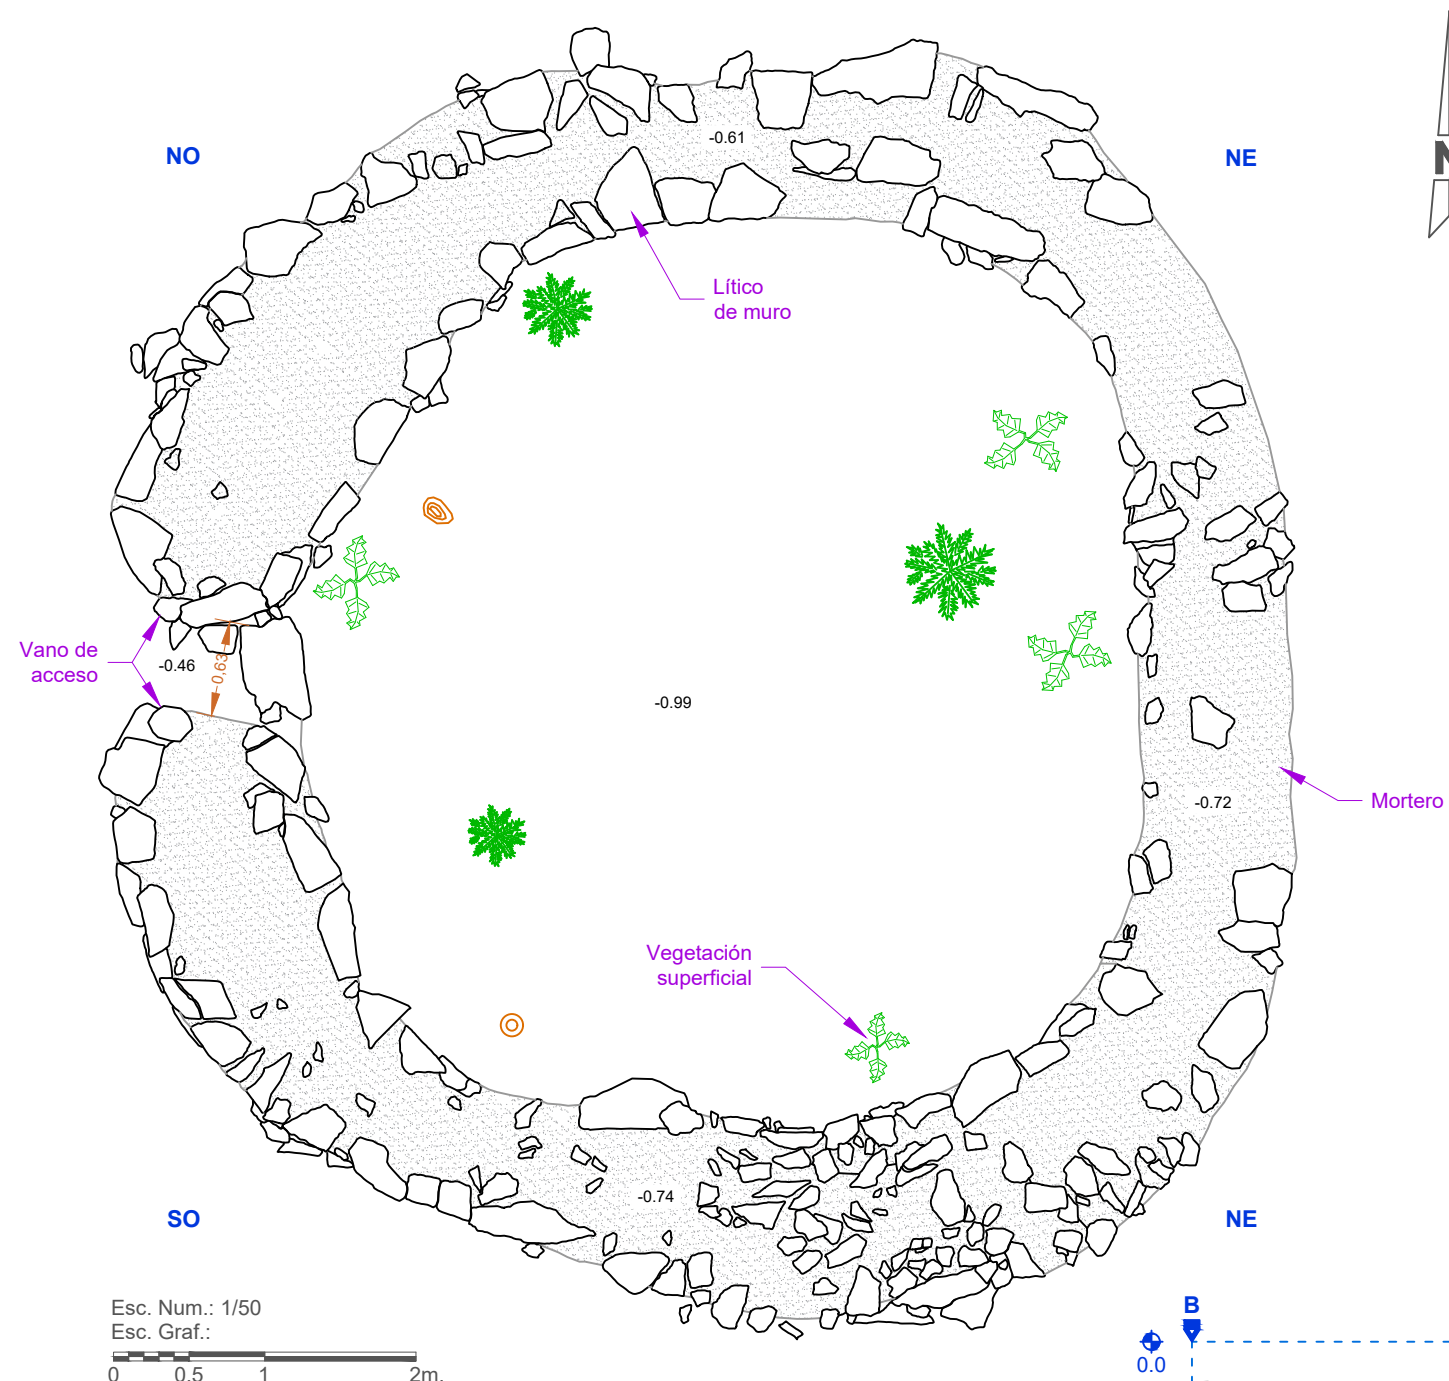 NO
-0.61
NE
N
Lítico
de muro
Vano de
acceso
-0.46
0,63
-0.99
-0.72
Mortero
Vegetación
superficial
-0.74
SO
NE
Esc. Num.: 1/50
Esc. Graf.:
0 0.5 1 2m.
B
0.0